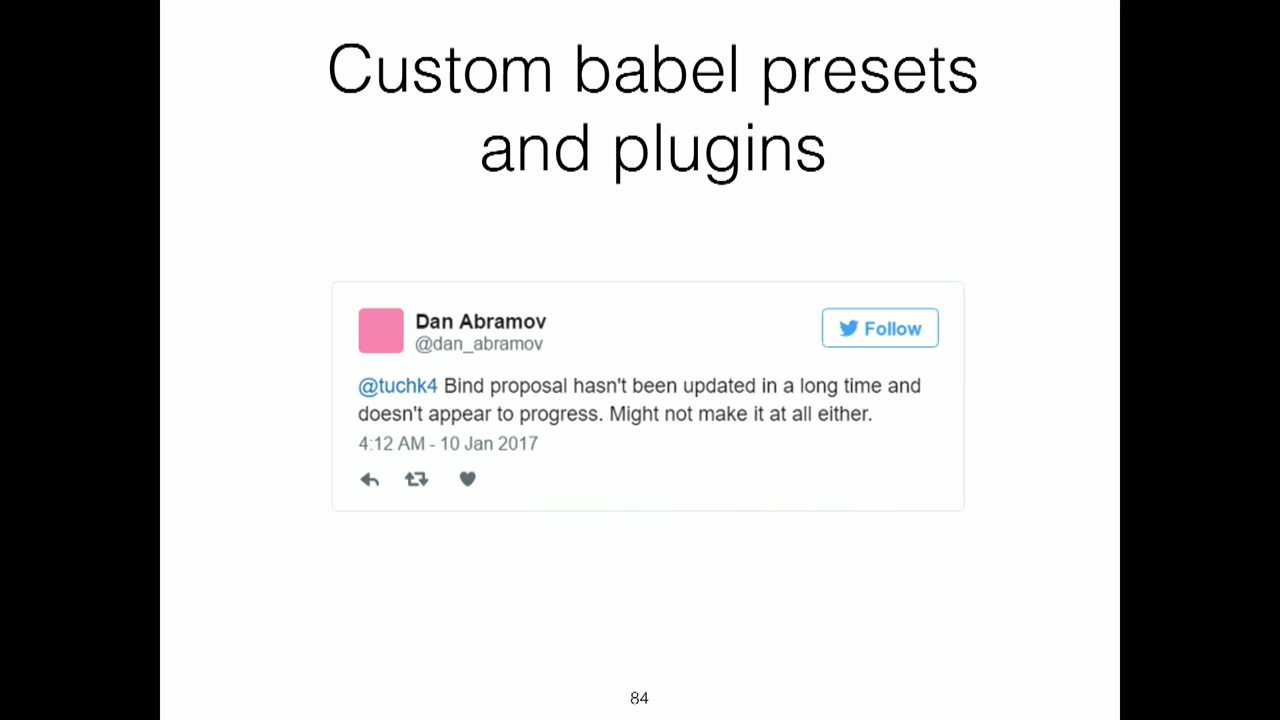 Custom babel presets
and plugins
Dan Abramov
@dan_abramov
Follow
@tuchk4 Bind proposal hasn't been updated in a long time and
doesn't appear to progress. Might not make it at all either.
4:12 AM - 10 Jan 2017
84